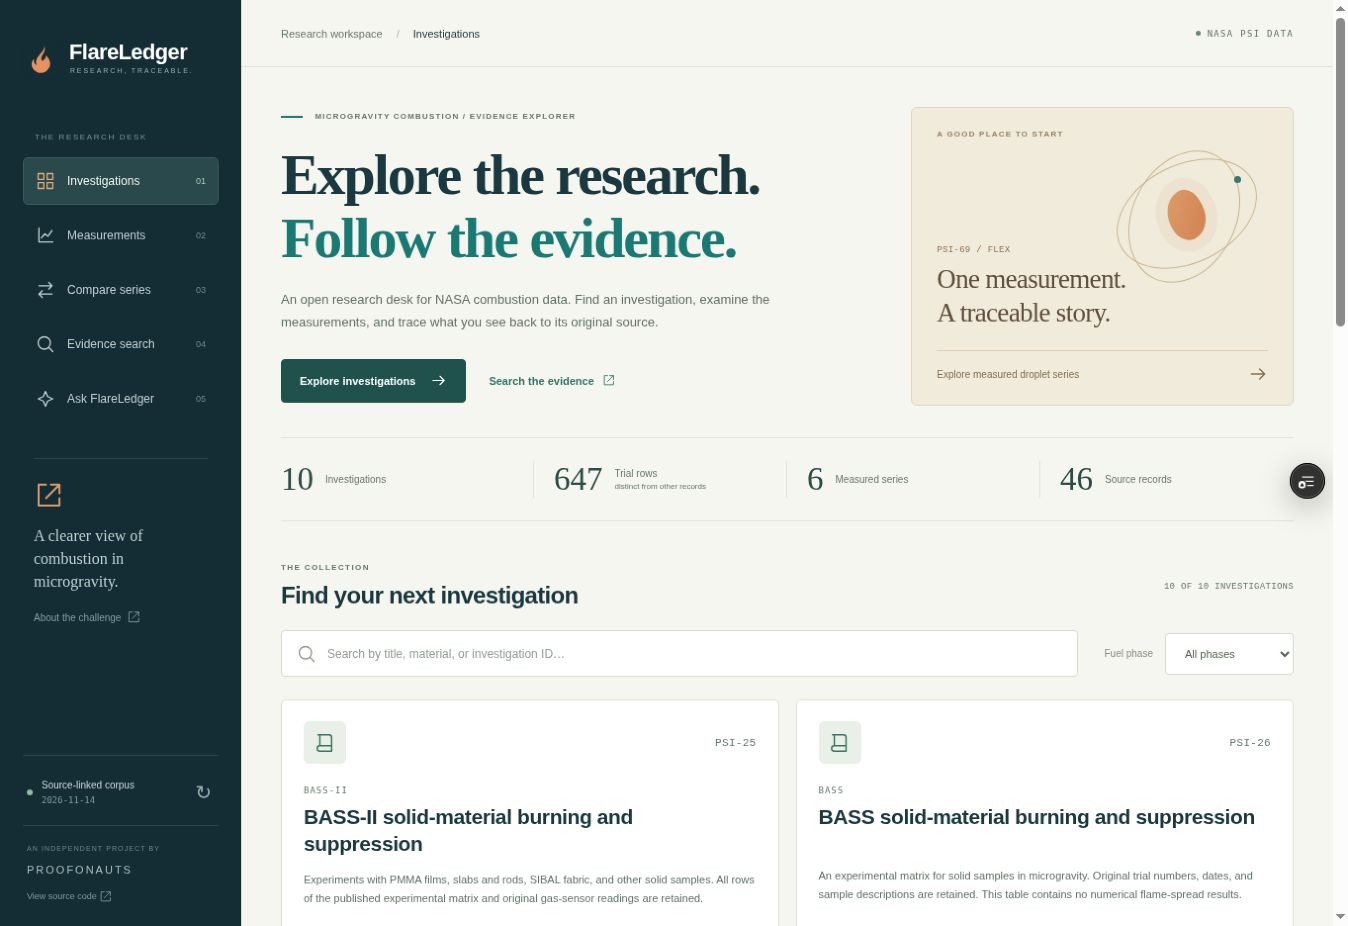 FlareLedger
RESEARCH, TRACEABLE.
THE RESEARCH DESK
Investigations 01
Measurements 02
Compare series 03
Evidence search 04
Ask FlareLedger 05
A clearer view of
combustion in
microgravity.
About the challenge
Source-linked corpus
2026-11-14
AN INDEPENDENT PROJECT BY
PROOFONAUTS
View source code
Research workspace / Investigations
NASA PSI DATA
MICROGRAVITY COMBUSTION / EVIDENCE EXPLORER
Explore the research.
Follow the evidence.
An open research desk for NASA combustion data. Find an investigation, examine the
measurements, and trace what you see back to its original source.
Explore investigations
Search the evidence
A GOOD PLACE TO START
PSI-69 / FLEX
One measurement.
A traceable story.
Explore measured droplet series
10 Investigations
647 Trial rows
distinct from other records
6 Measured series
46 Source records
THE COLLECTION
Find your next investigation
10 OF 10 INVESTIGATIONS
Search by title, material, or investigation ID…
Fuel phase
All phases
PSI-25
BASS-II
BASS-II solid-material burning and
suppression
Experiments with PMMA films, slabs and rods, SIBAL fabric, and other solid samples. All rows
of the published experimental matrix and original gas-sensor readings are retained.
PSI-26
BASS
BASS solid-material burning and suppression
An experimental matrix for solid samples in microgravity. Original trial numbers, dates, and
sample descriptions are retained. This table contains no numerical flame-spread results.